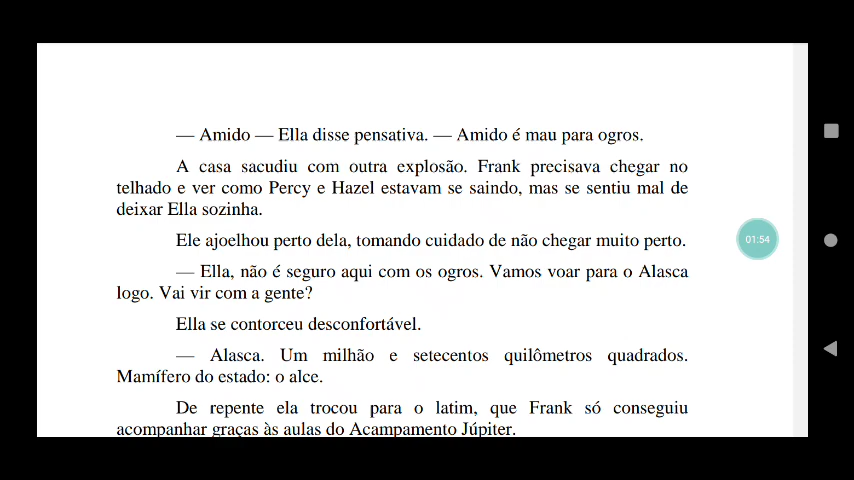 — Amido — Ella disse pensativa. — Amido é mau para ogros.
A casa sacudiu com outra explosão. Frank precisava chegar no
telhado e ver como Percy e Hazel estavam se saindo, mas se sentiu mal de
deixar Ella sozinha.
Ele ajoelhou perto dela, tomando cuidado de não chegar muito perto.
01:54
— Ella, não é seguro aqui com os ogros. Vamos voar para o Alasca
logo. Vai vir com a gente?
Ella se contorceu desconfortável.
— Alasca. Um milhão e setecentos quilômetros quadrados.
Mamífero do estado: o alce.
De repente ela trocou para o latim, que Frank só conseguiu
acompanhar graças às aulas do Acampamento Júpiter.